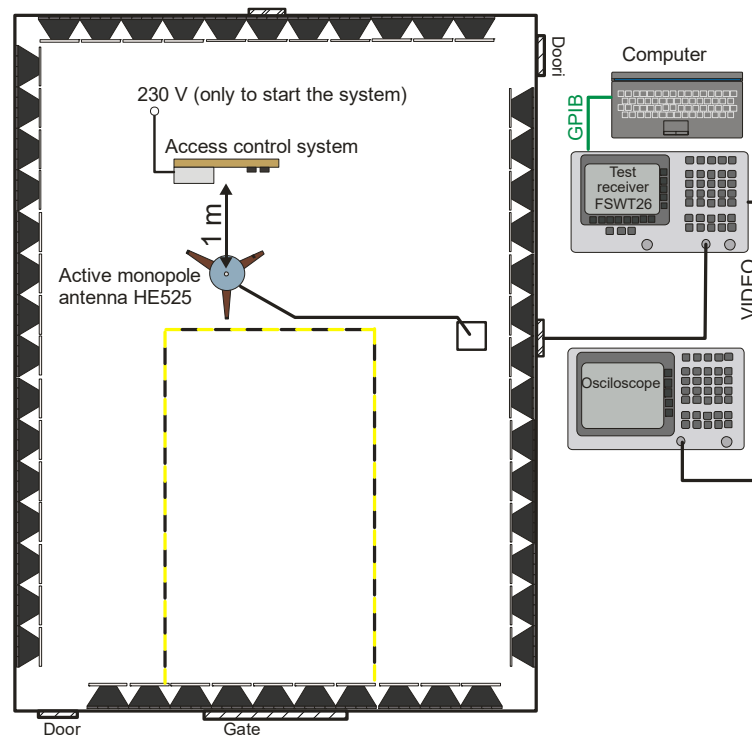 Doori
Computer
230 V (only to start the system)
GPIB
Access control system
Test
receiver
FSWT26
1 m
Active monopole
antenna HE525
VIDEO
Osciloscope
Door
Gate